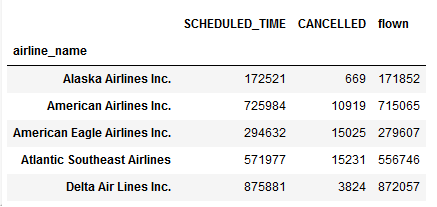 SCHEDULED_TIME CANCELLED flown
airline_name
Alaska Airlines Inc. 172521 669 171852
American Airlines Inc. 725984 10919 715065
American Eagle Airlines Inc. 294632 15025 279607
Atlantic Southeast Airlines 571977 15231 556746
Delta Air Lines Inc. 875881 3824 872057